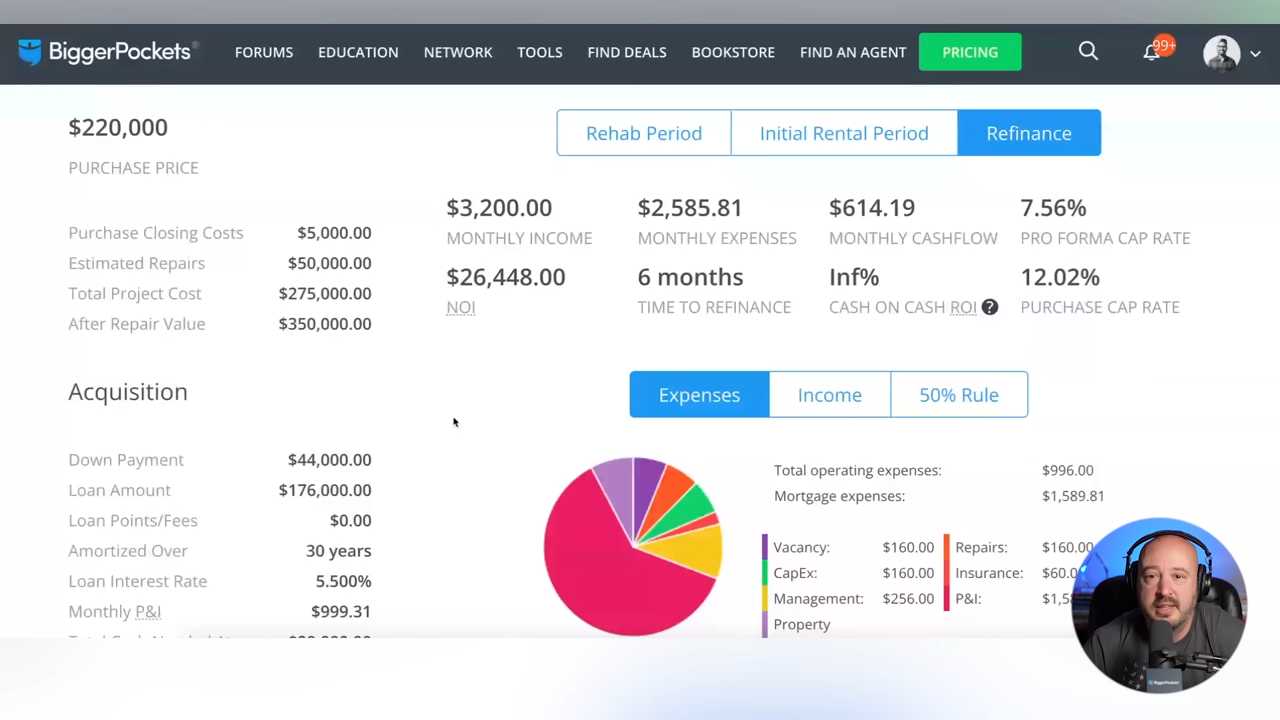 BiggerPockets®
FORUMS EDUCATION NETWORK TOOLS FIND DEALS BOOKSTORE FIND AN AGENT PRICING 99+
$220,000
PURCHASE PRICE
Purchase Closing Costs $5,000.00
Estimated Repairs $50,000.00
Total Project Cost $275,000.00
After Repair Value $350,000.00
Acquisition
Down Payment $44,000.00
Loan Amount $176,000.00
Loan Points/Fees $0.00
Amortized Over 30 years
Loan Interest Rate 5.500%
Monthly P&I $999.31
Rehab Period Initial Rental Period Refinance
$3,200.00 $2,585.81 $614.19 7.56%
MONTHLY INCOME MONTHLY EXPENSES MONTHLY CASHFLOW PRO FORMA CAP RATE
$26,448.00 6 months Inf% 12.02%
NOI TIME TO REFINANCE CASH ON CASH ROI ? PURCHASE CAP RATE
Expenses Income 50% Rule
Total operating expenses: $996.00
Mortgage expenses: $1,589.81
Vacancy: $160.00 Repairs: $160.00
CapEx: $160.00 Insurance: $60.0
Management: $256.00 P&I: $1,5
Property
BiggerPockets